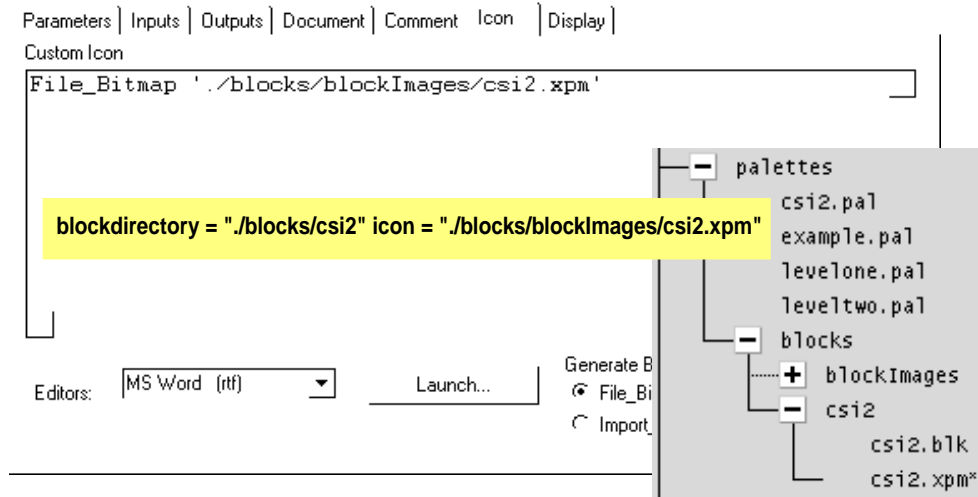 Parameters Inputs Outputs Document Comment Icon Display
Custom Icon
File_Bitmap './blocks/blockImages/csi2.xpm'
blockdirectory = "./blocks/csi2" icon = "./blocks/blockImages/csi2.xpm"
palettes
csi2.pal
example.pal
levelone.pal
leveltwo.pal
blocks
blockImages
csi2
csi2.blk
csi2.xpm*
Editors: MS Word (rtf) Launch...
Generate B
File_Bi
Import_